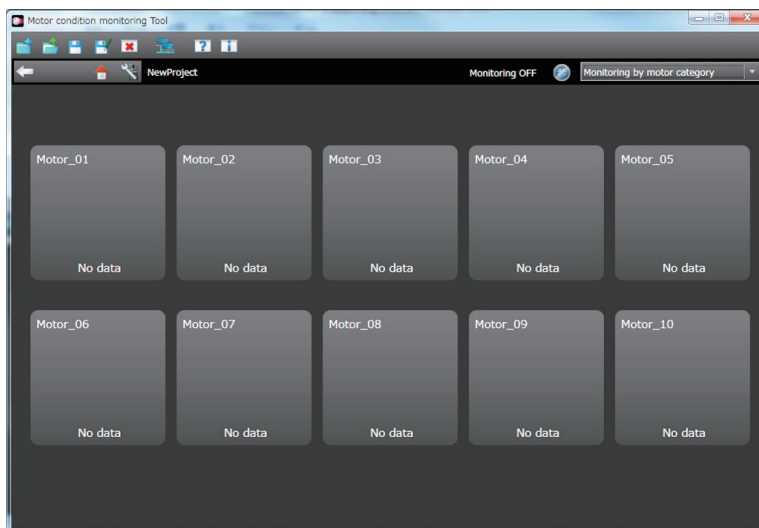 Motor condition monitoring Tool
NewProject
Monitoring OFF
Monitoring by motor category
Motor_01
Motor_02
Motor_03
Motor_04
Motor_05
No data
No data
No data
No data
No data
Motor_06
Motor_07
Motor_08
Motor_09
Motor_10
No data
No data
No data
No data
No data